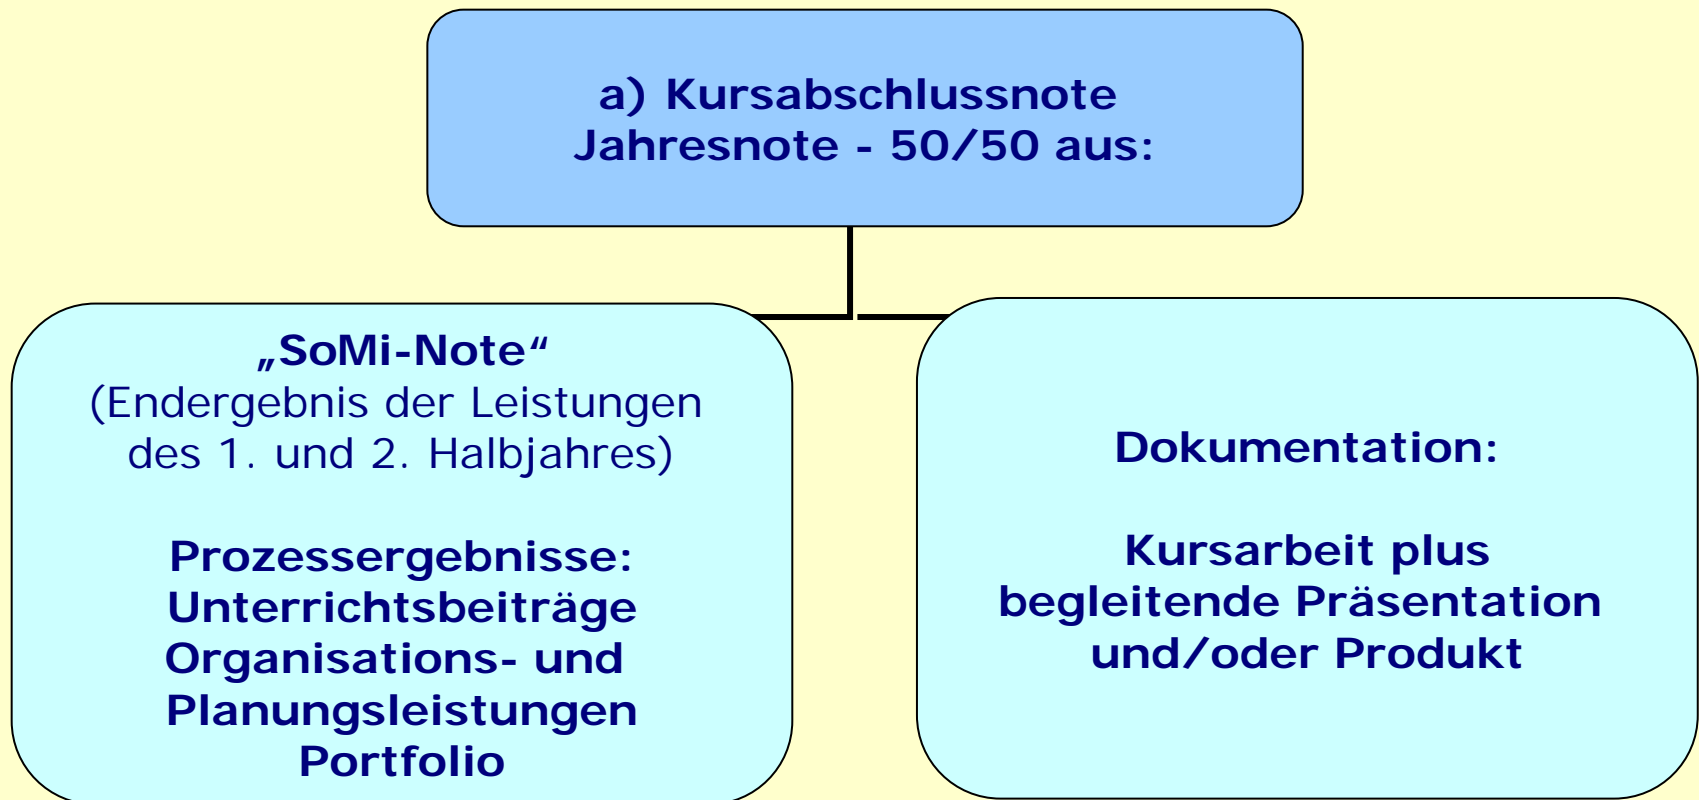 a) Kursabschlussnote
Jahresnote - 50/50 aus:
„SoMi-Note“
(Endergebnis der Leistungen
des 1. und 2. Halbjahres)
Prozessergebnisse:
Unterrichtsbeiträge
Organisations- und
Planungsleistungen
Portfolio
Dokumentation:
Kursarbeit plus
begleitende Präsentation
und/oder Produkt